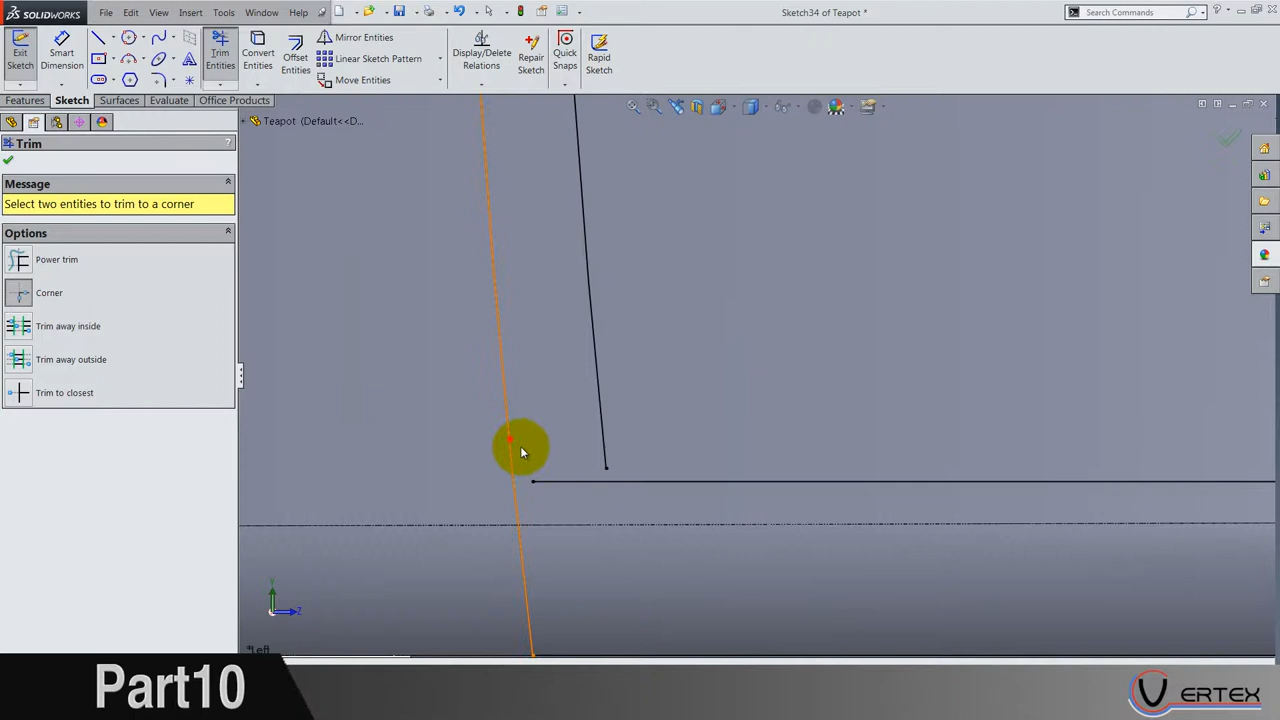 SOLIDWORKS
File Edit View Insert Tools Window Help
Sketch34 of Teapot *
Search Commands
Exit Sketch
Smart Dimension
Trim Entities
Convert Entities
Offset Entities
Mirror Entities
Linear Sketch Pattern
Move Entities
Display/Delete Relations
Repair Sketch
Quick Snaps
Rapid Sketch
Features Sketch Surfaces Evaluate Office Products
Teapot (Default<<D...
Trim
?
Message
Select two entities to trim to a corner
Options
Power trim
Corner
Trim away inside
Trim away outside
Trim to closest
Y
Z
*Left
Part10
VERTEX